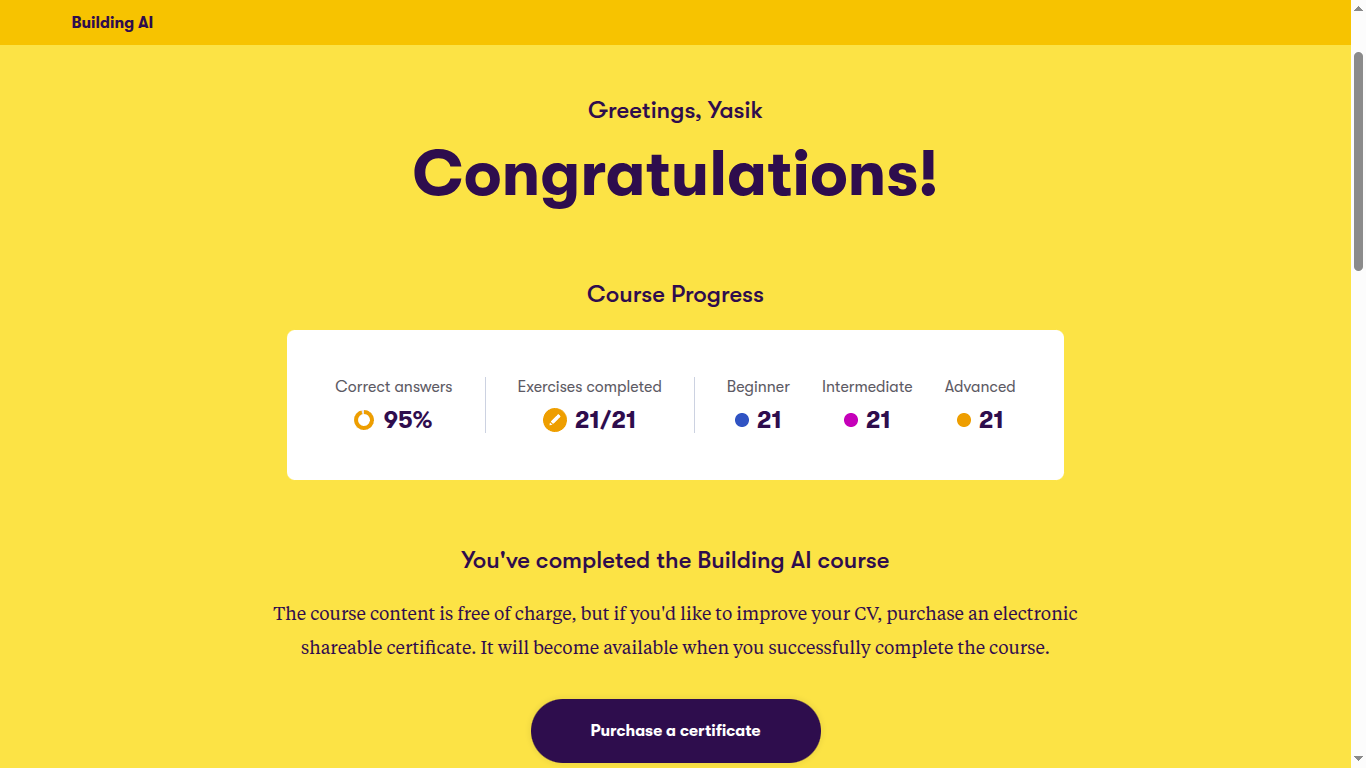 Building AI
Greetings, Yasik
Congratulations!
Course Progress
Correct answers
95%
Exercises completed
21/21
Beginner
21
Intermediate
21
Advanced
21
You've completed the Building AI course
The course content is free of charge, but if you'd like to improve your CV, purchase an electronic
shareable certificate. It will become available when you successfully complete the course.
Purchase a certificate